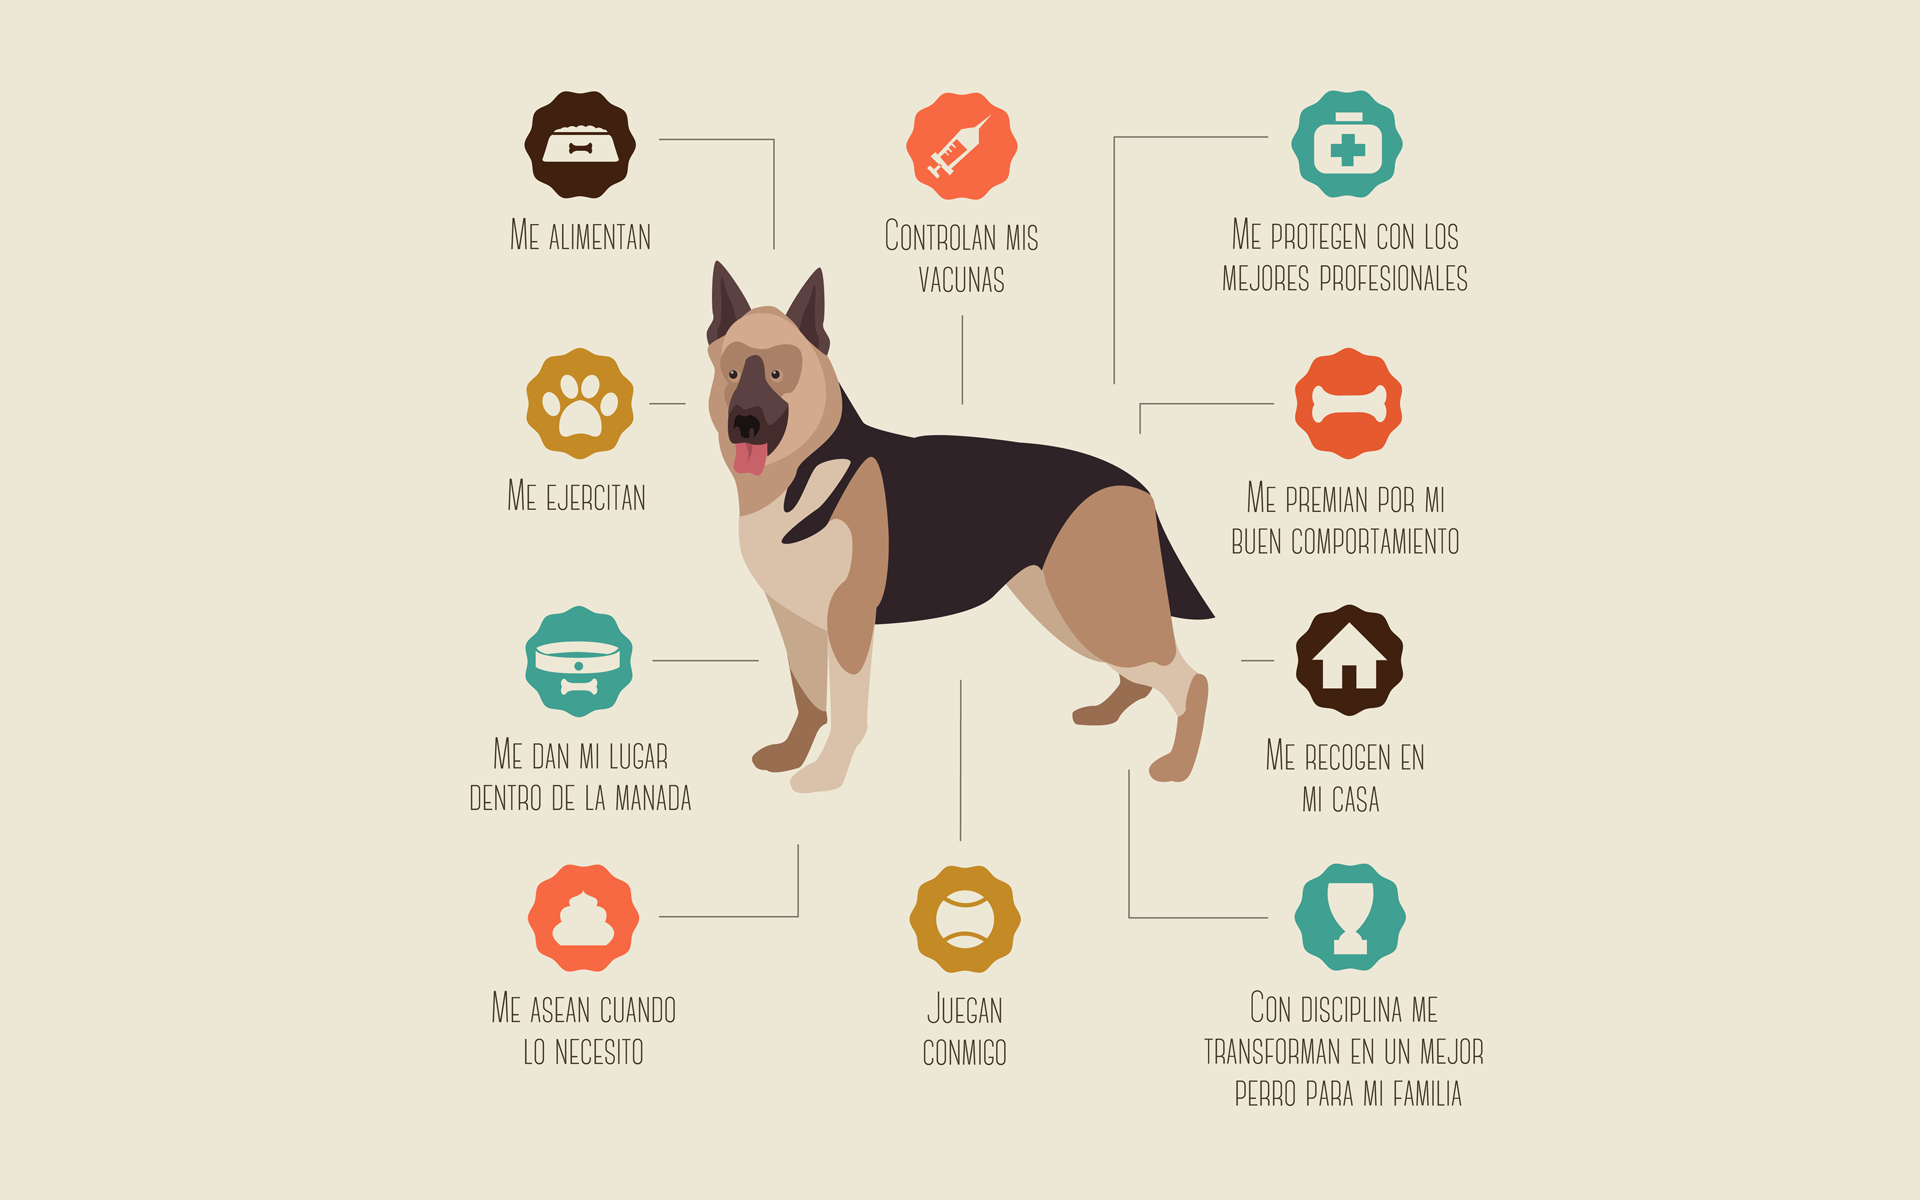 Me alimentan
Controlan mis
vacunas
Me protegen con los
mejores profesionales
Me ejercitan
Me premian por mi
buen comportamiento
Me dan mi lugar
dentro de la manada
Me recogen en
mi casa
Me asean cuando
lo necesito
Juegan
conmigo
Con disciplina me
transforman en un mejor
perro para mi familia